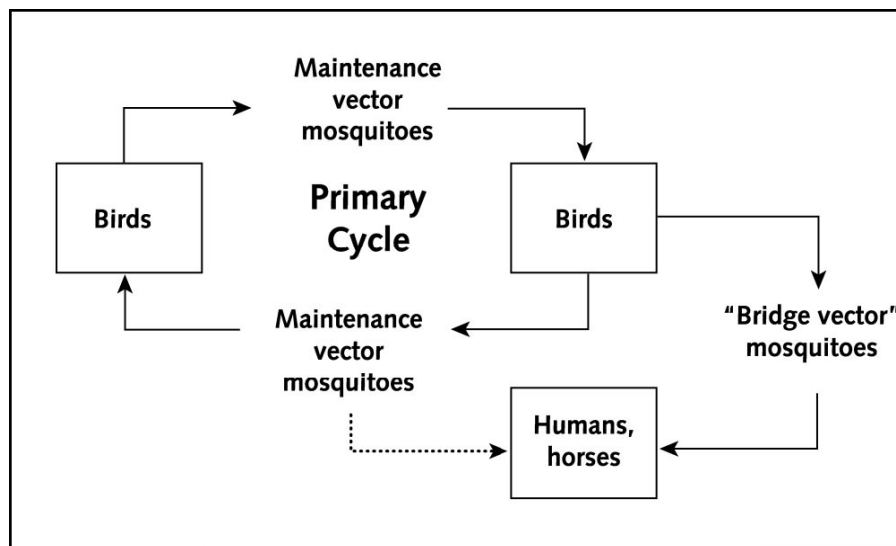 Maintenance
vector
mosquitoes
Birds
Primary
Cycle
Birds
Maintenance
vector
mosquitoes
“Bridge vector”
mosquitoes
Humans,
horses